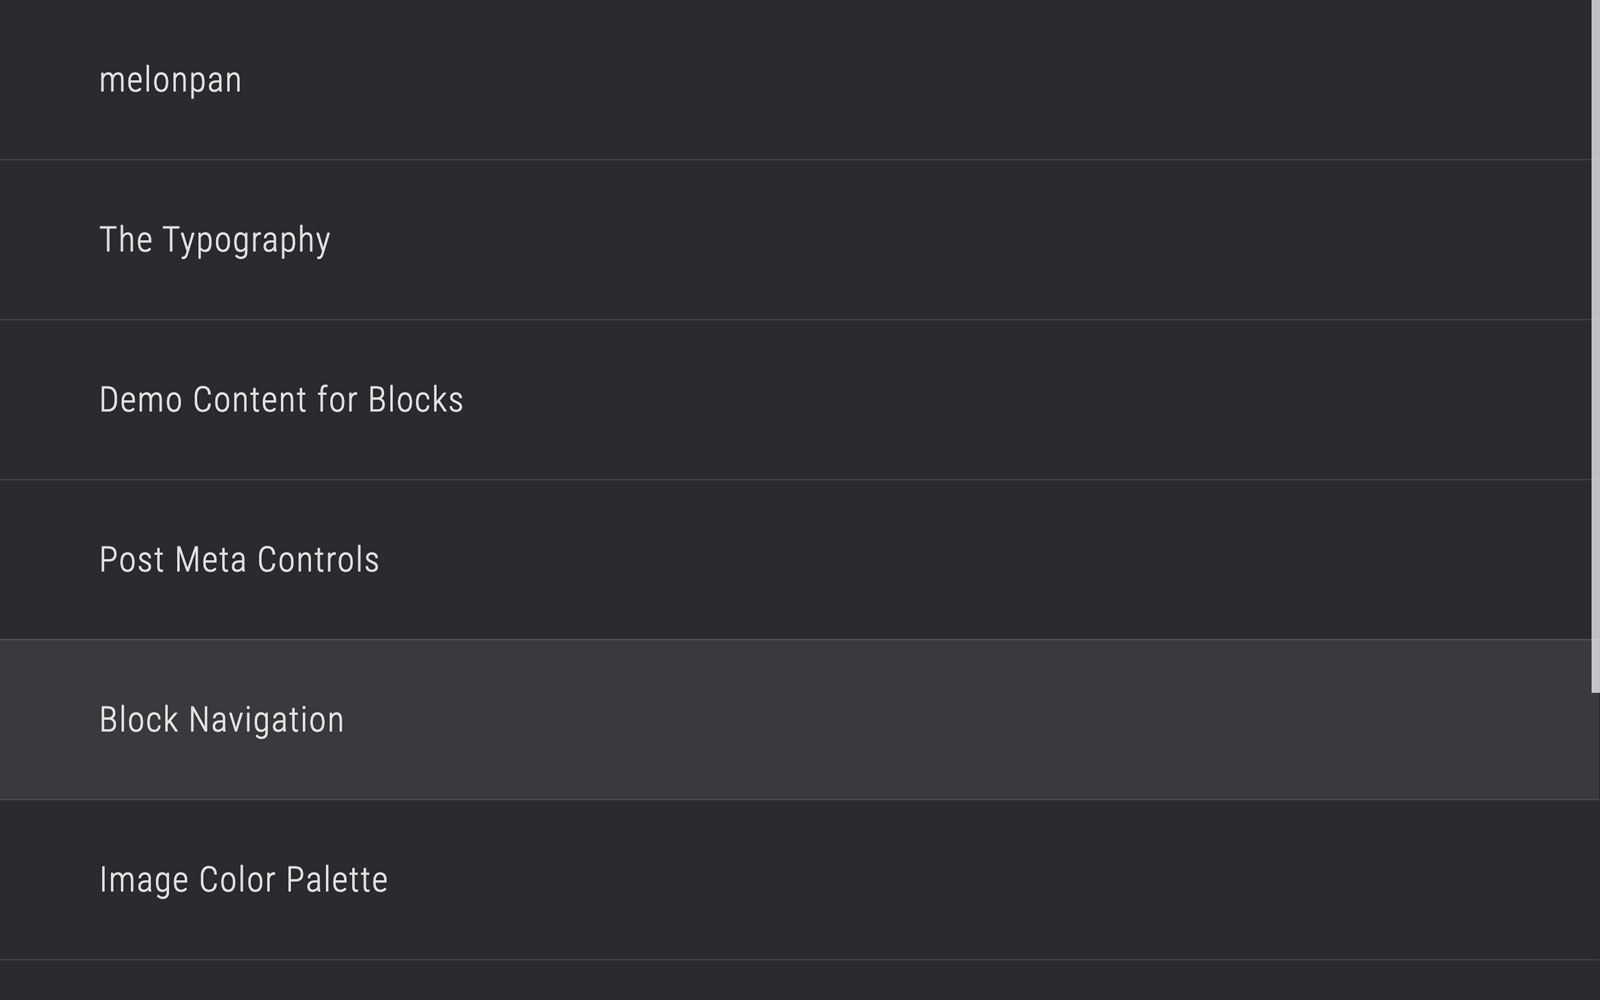 melonpan
The Typography
Demo Content for Blocks
Post Meta Controls
Block Navigation
Image Color Palette